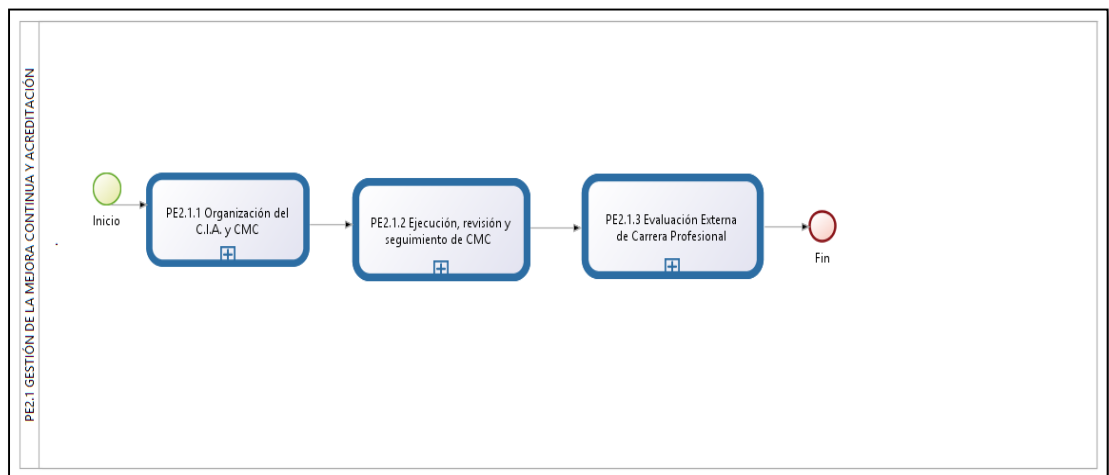 PE2.1 GESTIÓN DE LA MEJORA CONTINUA Y ACREDITACIÓN
Inicio
PE2.1.1 Organización del
C.I.A. y CMC
PE2.1.2 Ejecución, revisión y
seguimiento de CMC
PE2.1.3 Evaluación Externa
de Carrera Profesional
Fin